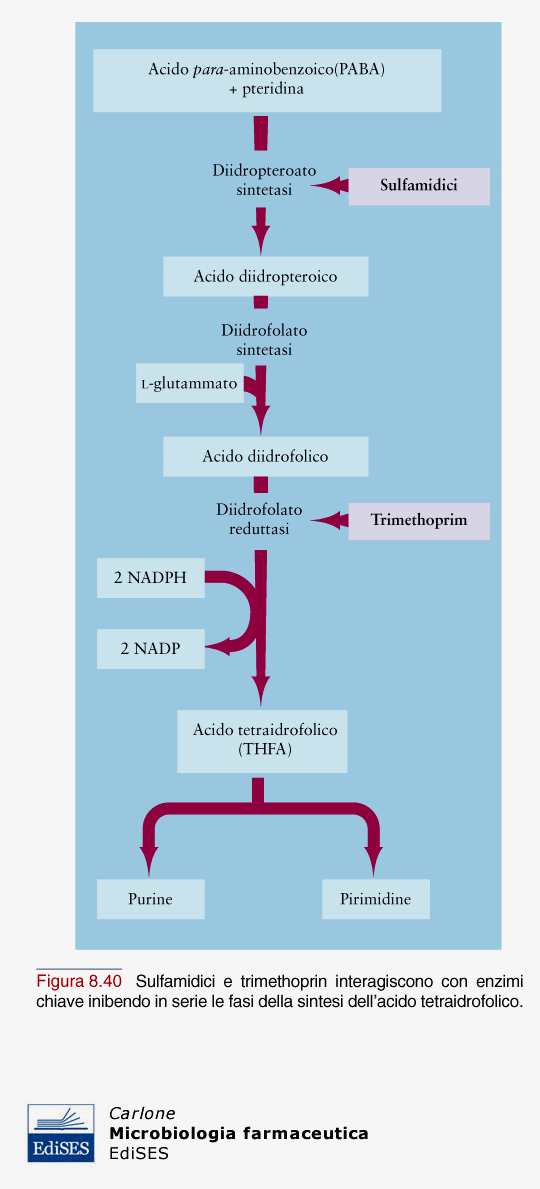 Acido para-aminobenzoico(PABA)
+ pteridina
Diidropteroato
sintetasi
Sulfamidici
Acido diidropteroico
Diidrofolato
sintetasi
L-glutammato
Acido diidrofolico
Diidrofolato
reduttasi
Trimethoprim
2 NADPH
2 NADP
Acido tetraidrofolico
(THFA)
Purine
Pirimidine
Figura 8.40 Sulfamidici e trimethoprin interagiscono con enzimi
chiave inibendo in serie le fasi della sintesi dell'acido tetraidrofolico.
EdiSES
Carlone
Microbiologia farmaceutica
EdiSES